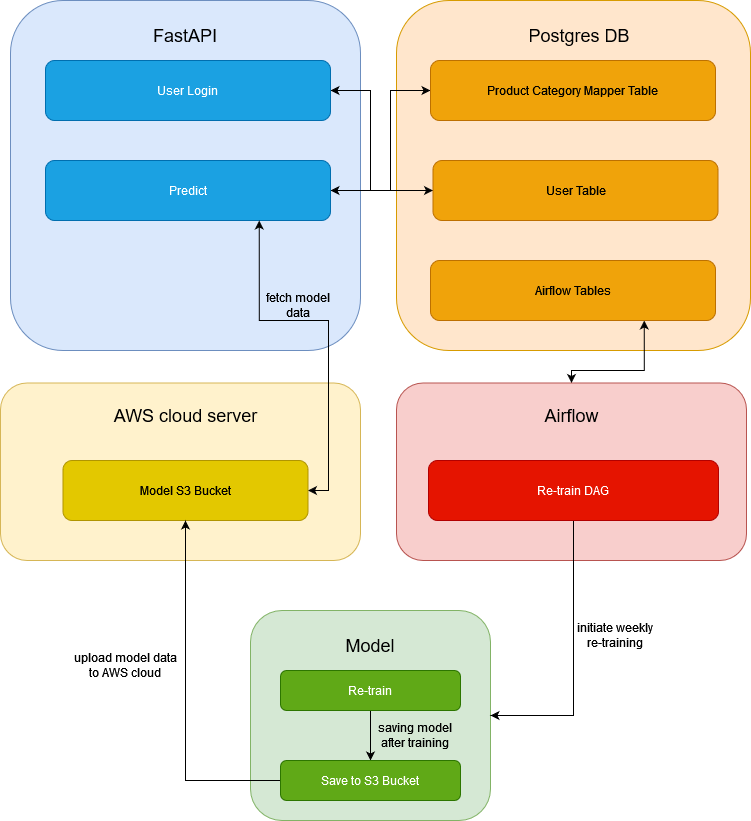 FastAPI
Postgres DB
User Login
Product Category Mapper Table
Predict
User Table
Airflow Tables
fetch model
data
AWS cloud server
Airflow
Model S3 Bucket
Re-train DAG
initiate weekly
re-training
upload model data
to AWS cloud
Model
Re-train
saving model
after training
Save to S3 Bucket